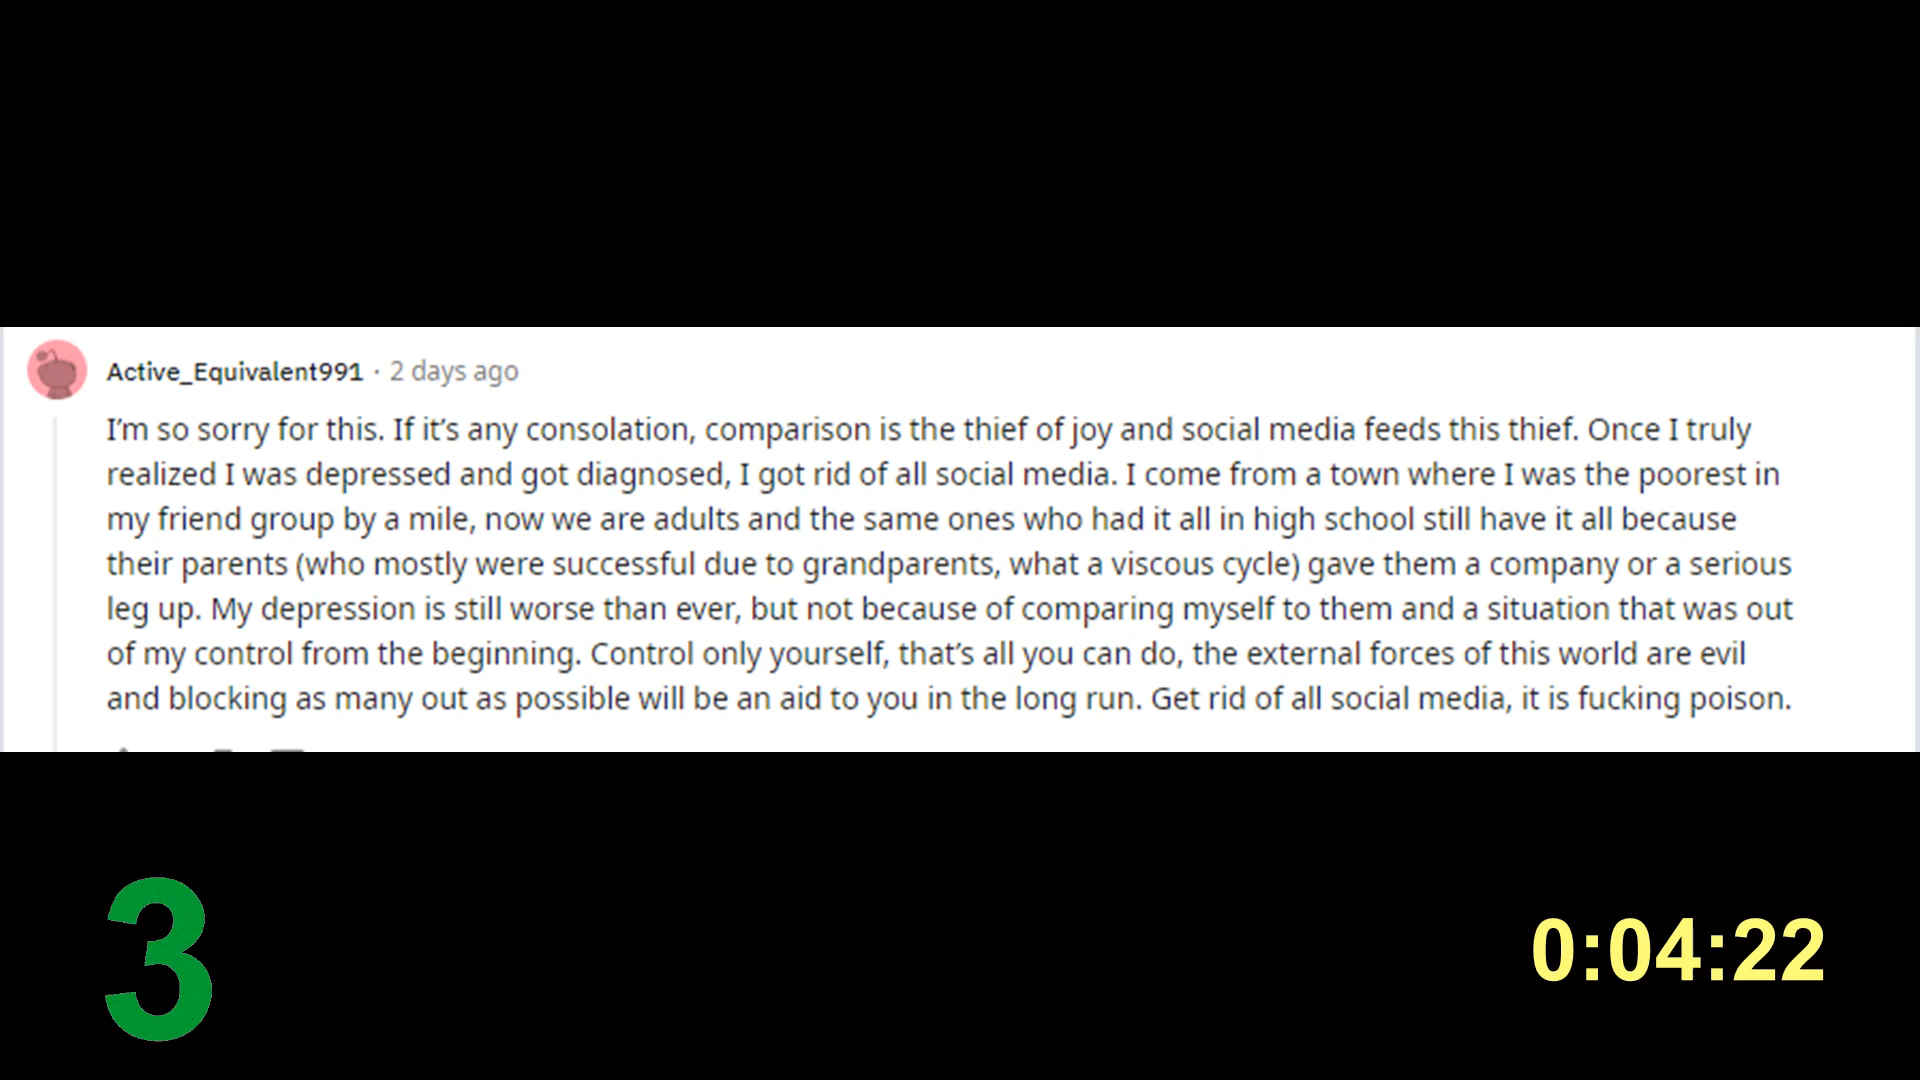 Active_Equivalent991 · 2 days ago
I’m so sorry for this. If it’s any consolation, comparison is the thief of joy and social media feeds this thief. Once I truly
realized I was depressed and got diagnosed, I got rid of all social media. I come from a town where I was the poorest in
my friend group by a mile, now we are adults and the same ones who had it all in high school still have it all because
their parents (who mostly were successful due to grandparents, what a viscous cycle) gave them a company or a serious
leg up. My depression is still worse than ever, but not because of comparing myself to them and a situation that was out
of my control from the beginning. Control only yourself, that’s all you can do, the external forces of this world are evil
and blocking as many out as possible will be an aid to you in the long run. Get rid of all social media, it is fucking poison.
3
0:04:22